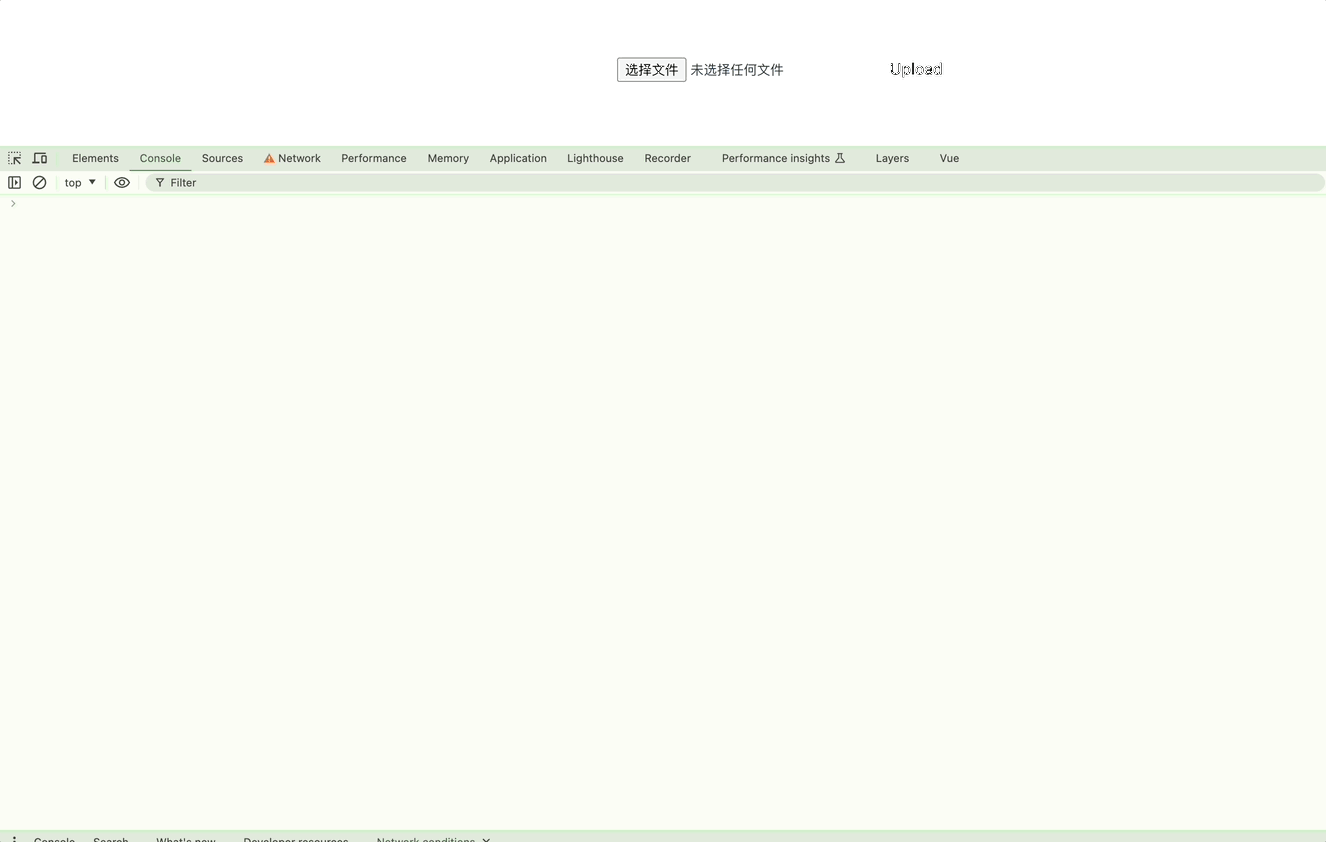 选择文件 未选择任何文件 Upload
Elements Console Sources Network Performance Memory Application Lighthouse Recorder Performance insights Layers Vue
top Filter
Console Search What's new Developer resources Network conditions